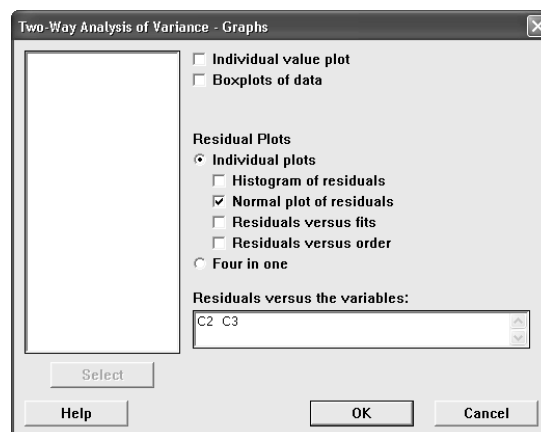 Two-Way Analysis of Variance - Graphs
Individual value plot
Boxplots of data
Residual Plots
Individual plots
Histogram of residuals
Normal plot of residuals
Residuals versus fits
Residuals versus order
Four in one
Residuals versus the variables:
C2 C3
Select
Help
OK
Cancel